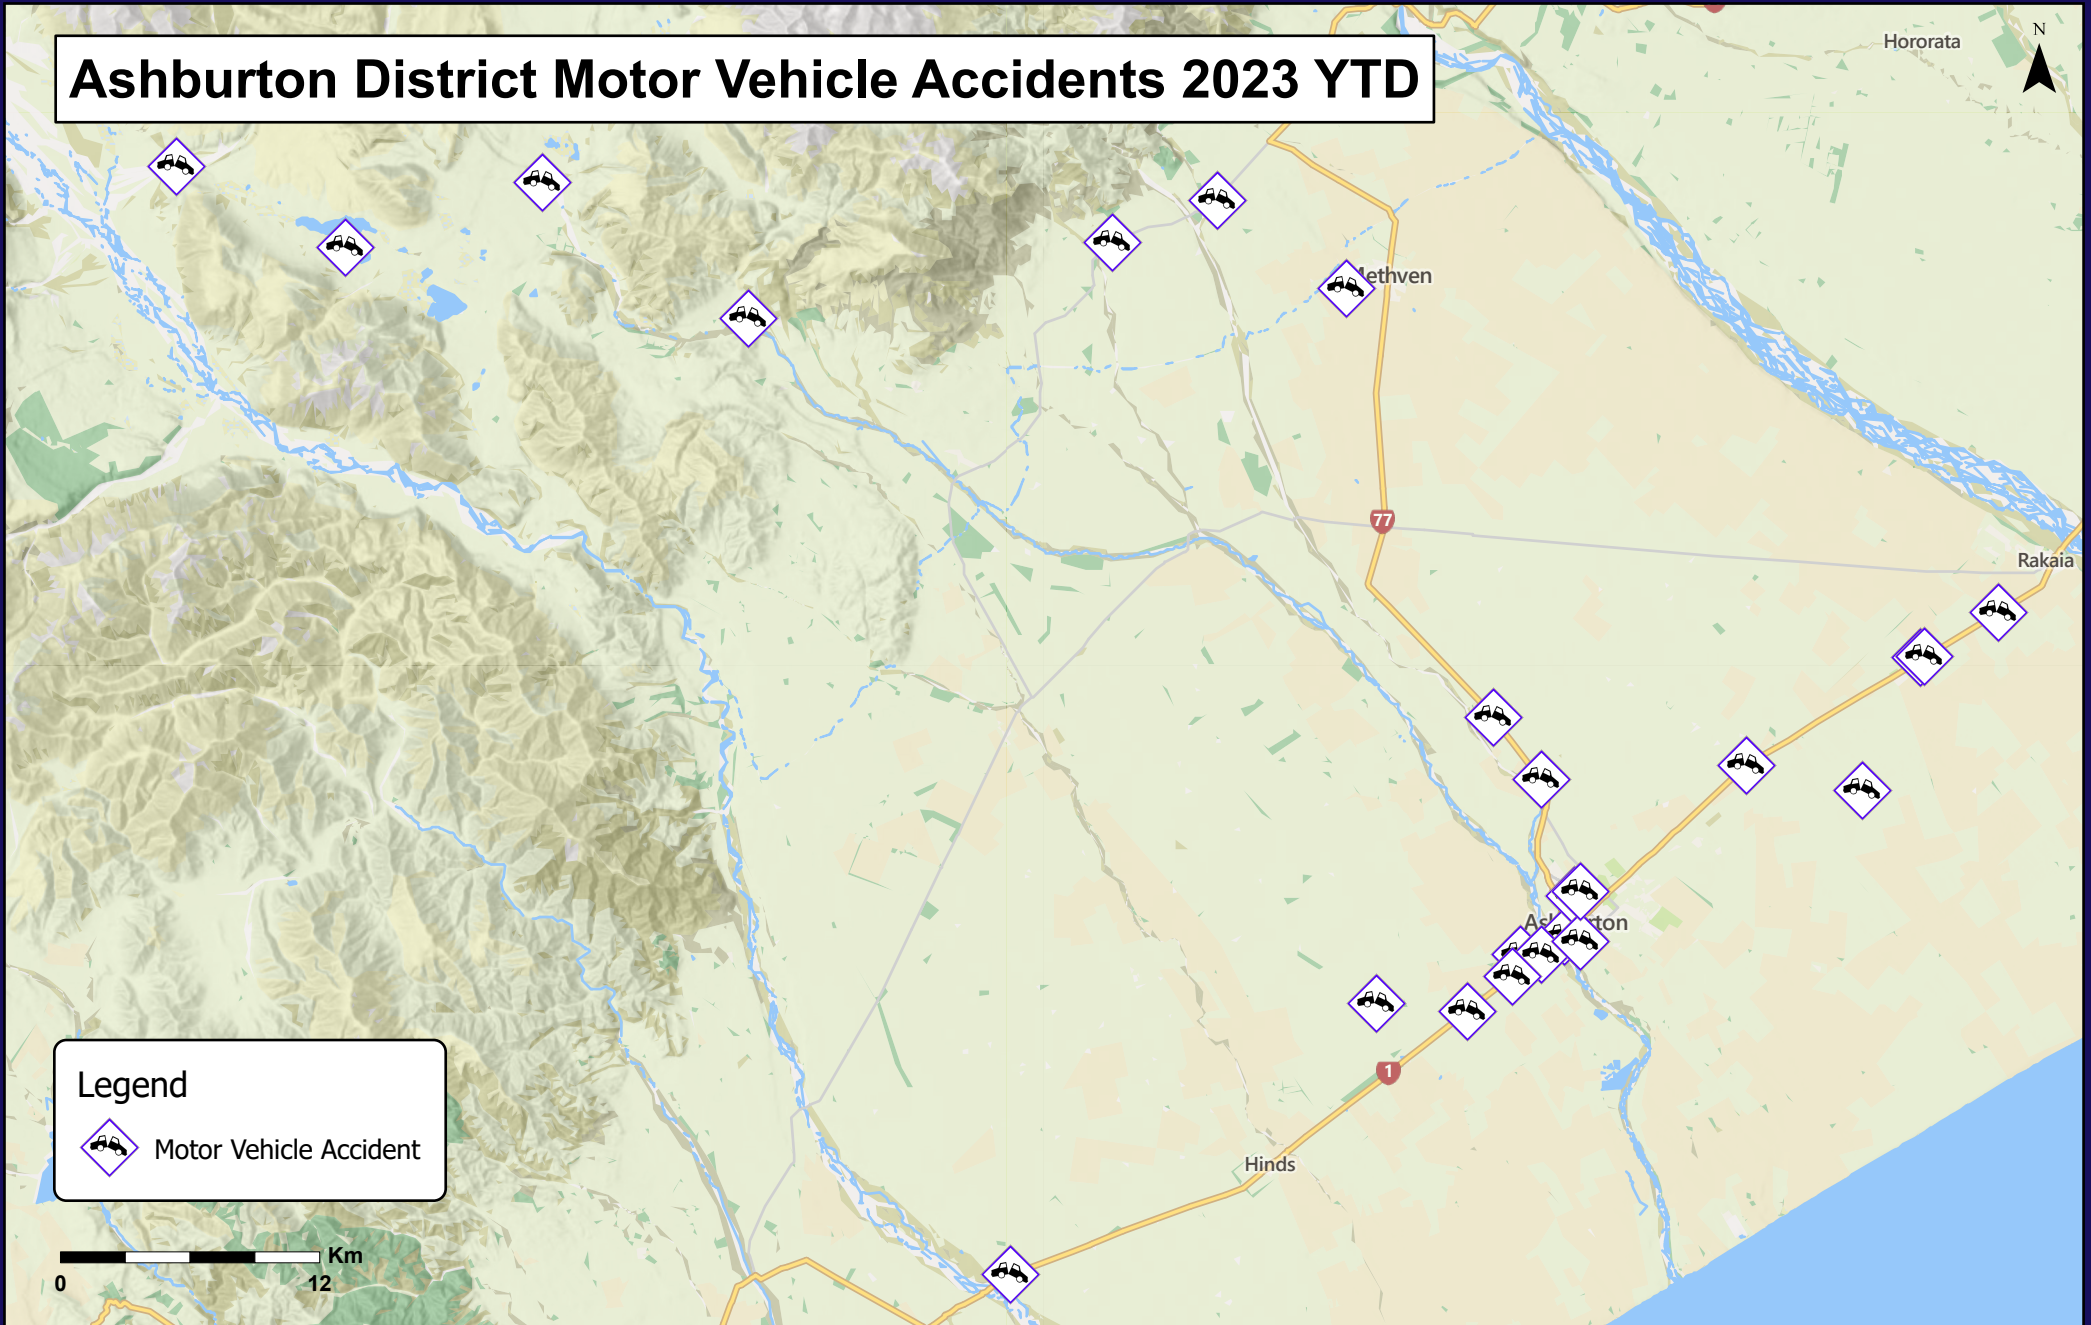 Ashburton District Motor Vehicle Accidents 2023 YTD
N
Hororata
Methven
77
Rakaia
1
Hinds
Legend
Motor Vehicle Accident
Km
0 12